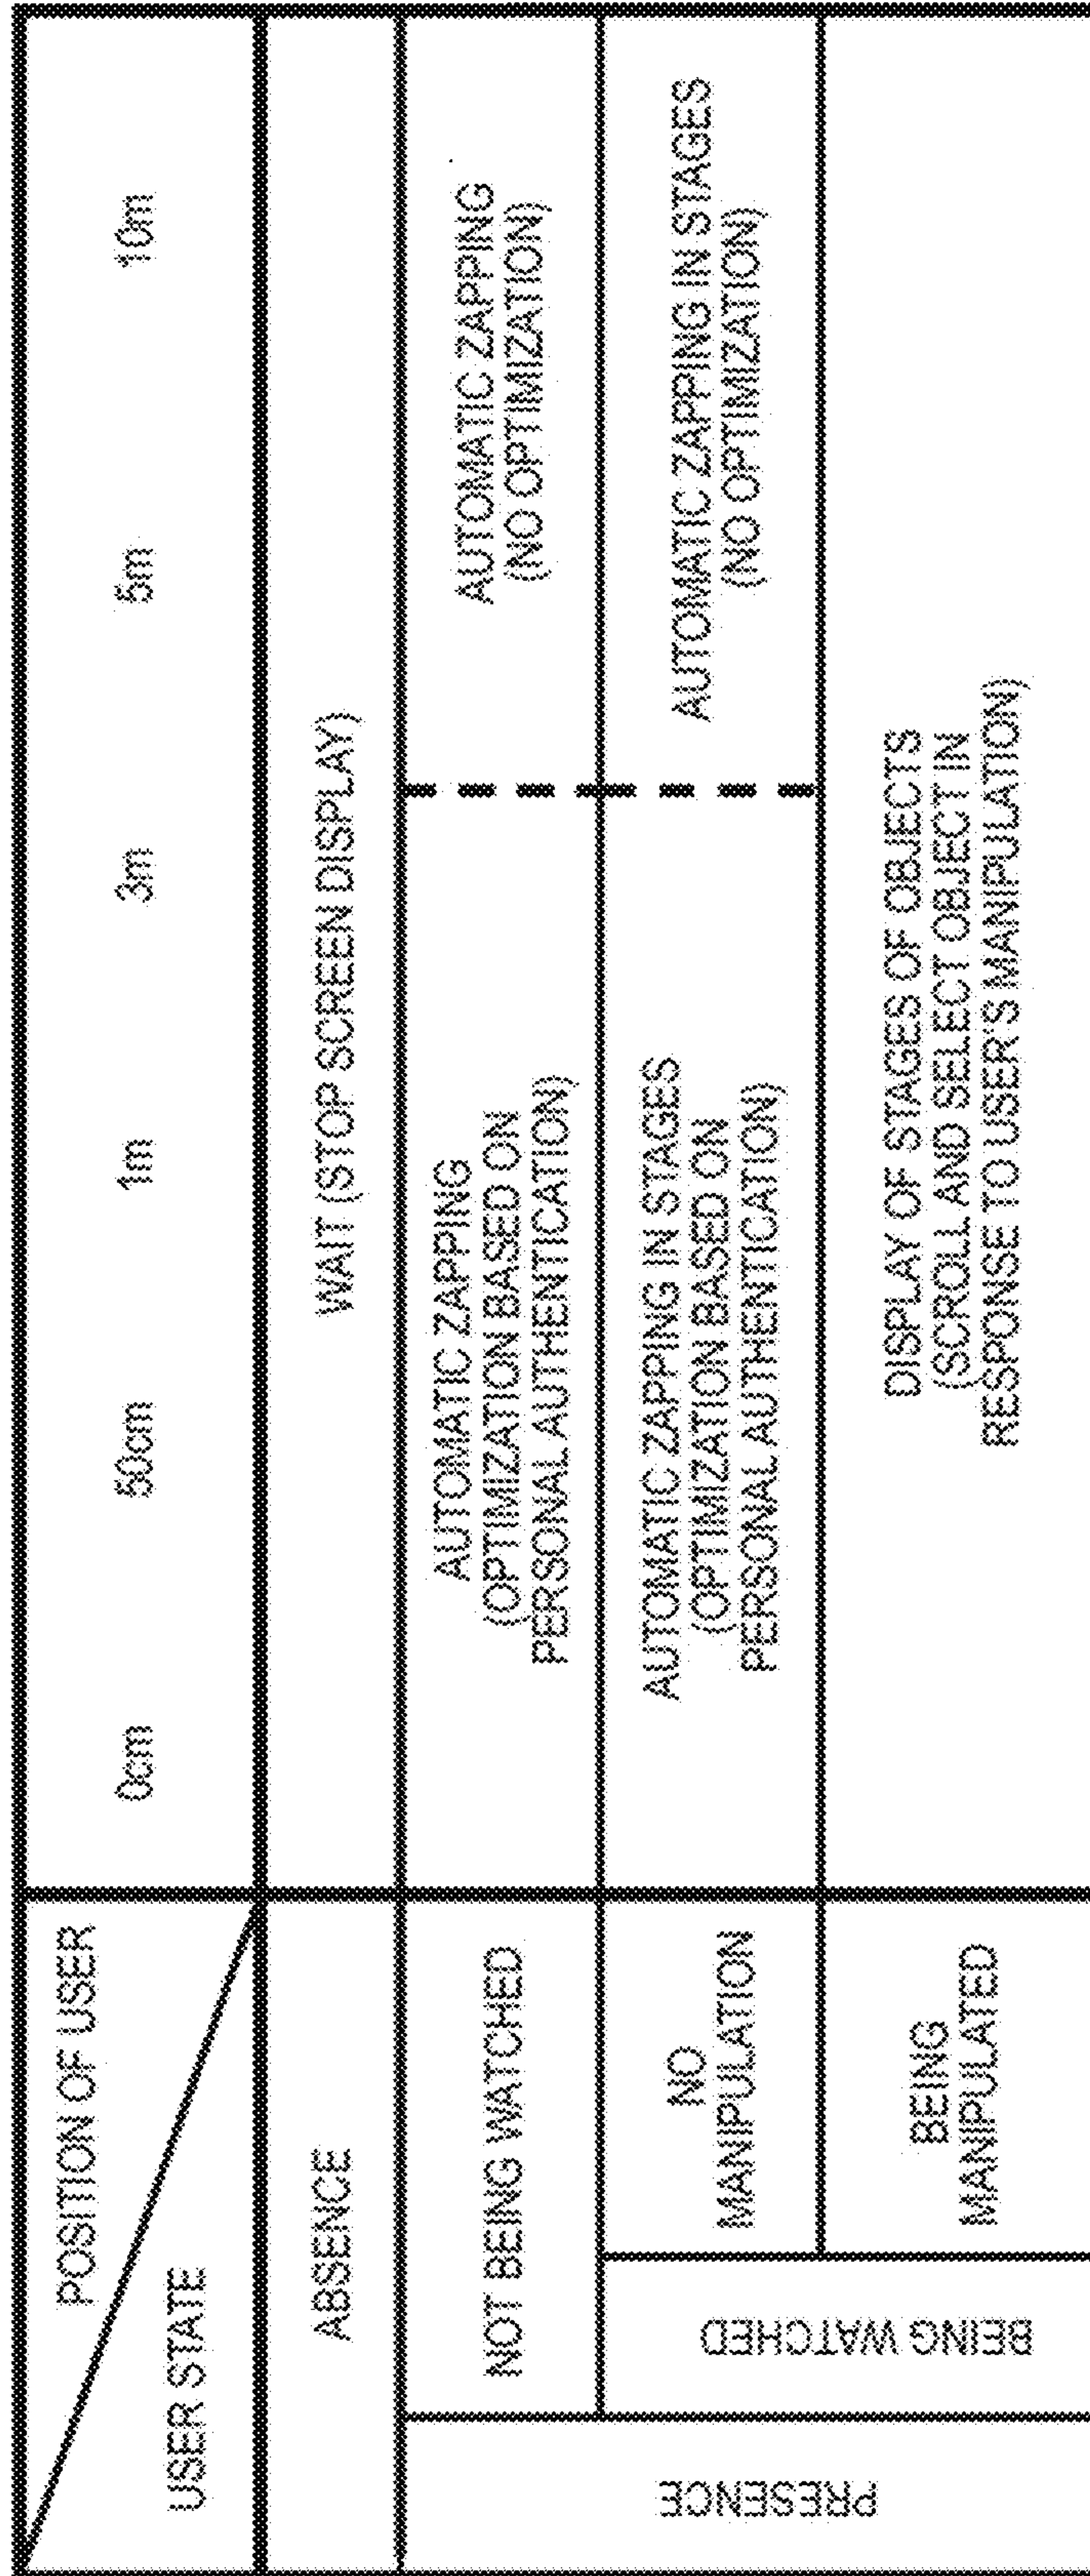 POSITION OF USER
USER STATE
0cm
50cm
1m
3m
5m
10m
ABSENCE
WAIT (STOP SCREEN DISPLAY)
PRESENCE
NOT BEING WATCHED
AUTOMATIC ZAPPING
(OPTIMIZATION BASED ON
PERSONAL AUTHENTICATION)
AUTOMATIC ZAPPING
(NO OPTIMIZATION)
BEING WATCHED
NO
MANIPULATION
AUTOMATIC ZAPPING IN STAGES
(OPTIMIZATION BASED ON
PERSONAL AUTHENTICATION)
AUTOMATIC ZAPPING IN STAGES
(NO OPTIMIZATION)
BEING
MANIPULATED
DISPLAY OF STAGES OF OBJECTS
(SCROLL AND SELECT OBJECT IN
RESPONSE TO USER'S MANIPULATION)